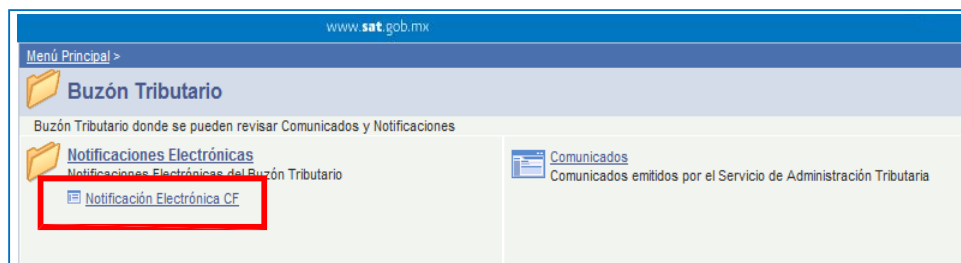 www.sat.gob.mx
Menú Principal >
Buzón Tributario
Buzón Tributario donde se pueden revisar Comunicados y Notificaciones
Notificaciones Electrónicas
Notificaciones Electrónicas del Buzón Tributario
Notificación Electrónica CF
Comunicados
Comunicados emitidos por el Servicio de Administración Tributaria